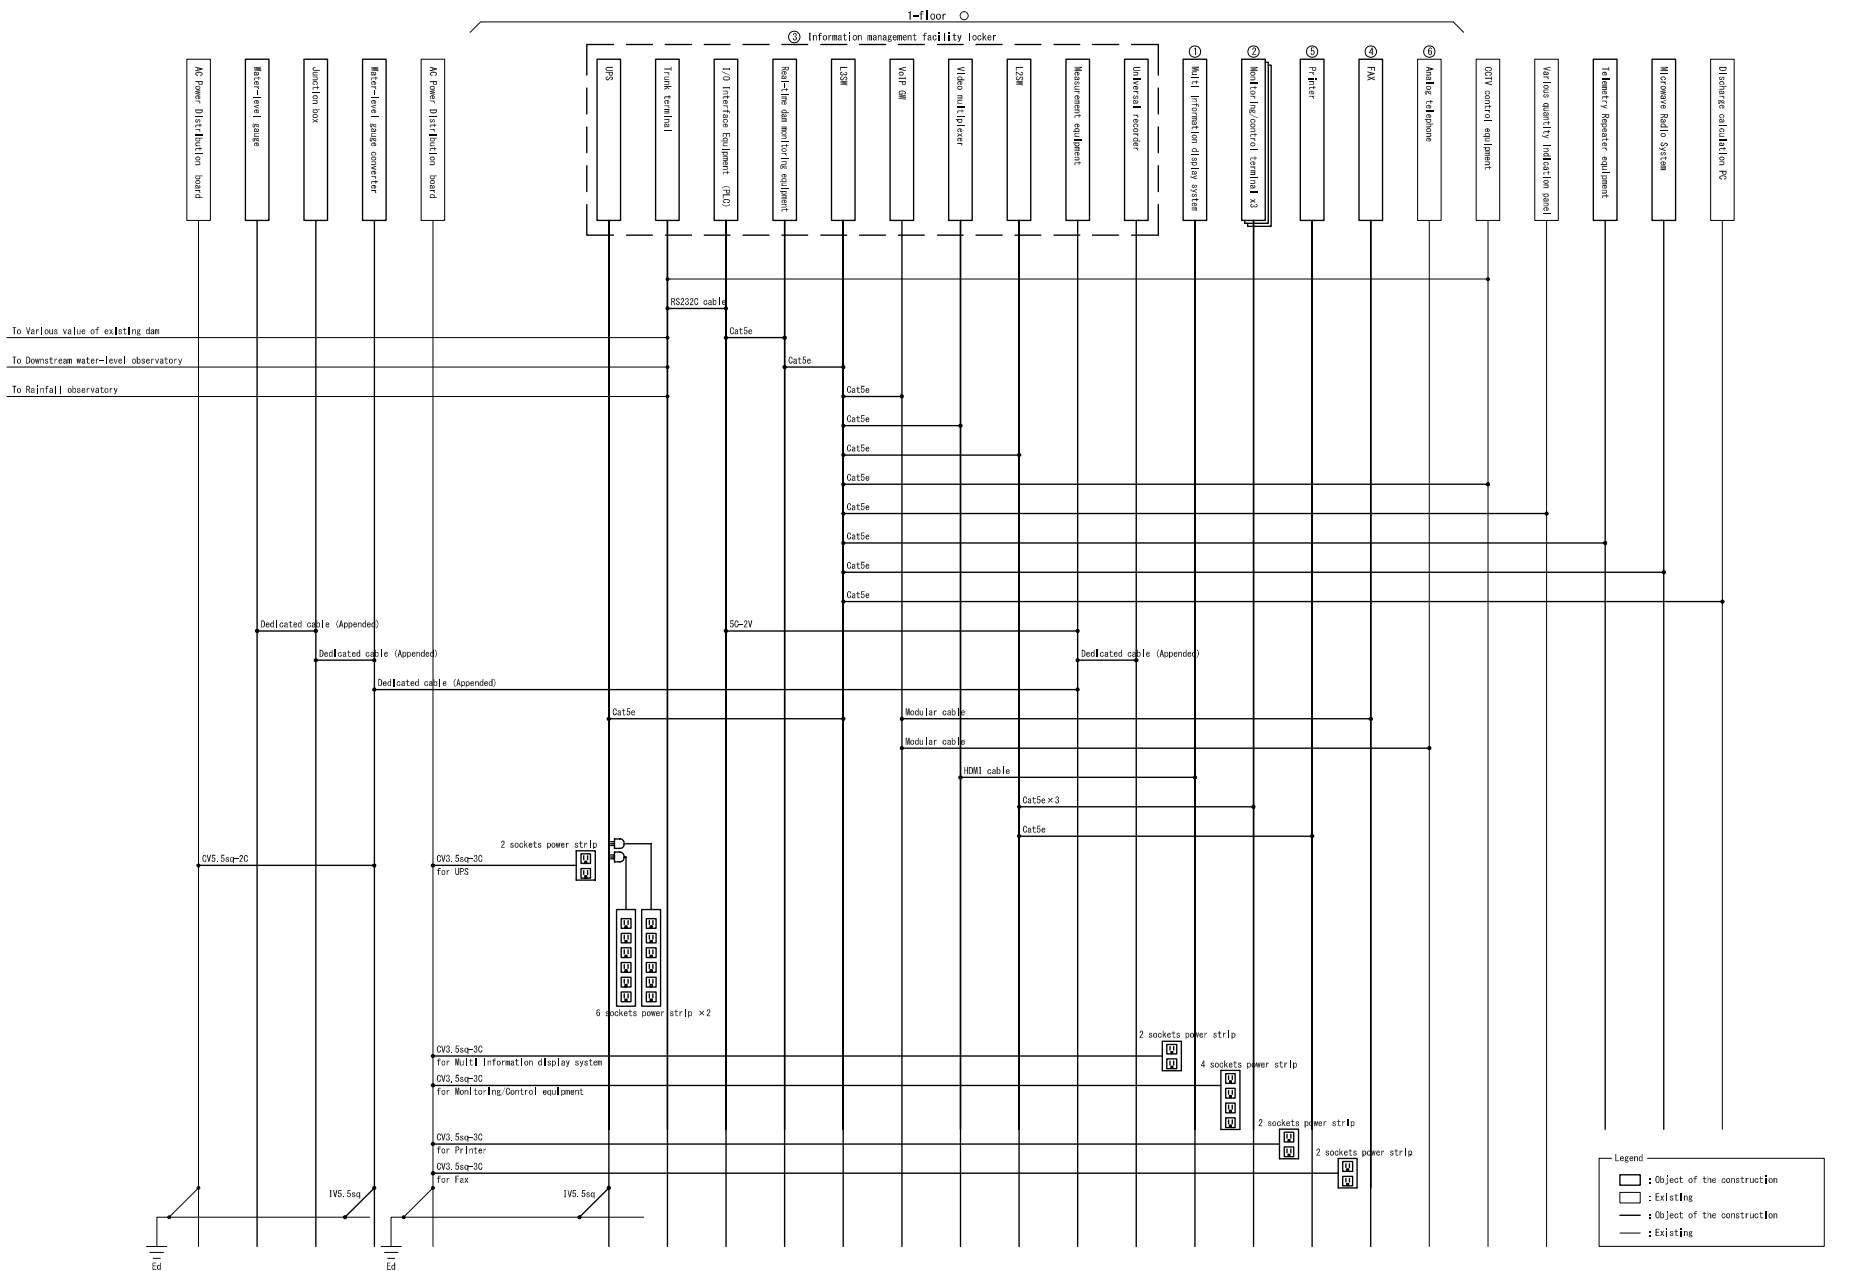 1-floor ○
③ Information management facility locker
① ② ⑤ ④ ⑥
AC Power Distribution board
Water-level gauge
Junction box
Water-level gauge converter
AC Power Distribution board
UPS
Trunk terminal
I/O Interface Equipment (PLC)
Real-time dam monitoring equipment
L3SW
VoIP GW
Video multiplexer
L2SW
Measurement equipment
Universal recorder
Multi information display system
Monitoring/control terminal x3
Printer
FAX
Analog telephone
CCTV control equipment
Various quantity indication panel
Telemetry Repeater equipment
Microwave Radio System
Discharge calculation PC
RS232C cable
To Various value of existing dam
Cat5e
To Downstream water-level observatory
Cat5e
To Rainfall observatory
Cat5e
Cat5e
Cat5e
Cat5e
Cat5e
Cat5e
Cat5e
Cat5e
Dedicated cable (Appended)
5C-2V
Dedicated cable (Appended)
Dedicated cable (Appended)
Dedicated cable (Appended)
Cat5e
Modular cable
Modular cable
HDMI cable
Cat5e×3
Cat5e
2 sockets power strip
CV5.5sq-2C
CV3.5sq-3C
for UPS
6 sockets power strip ×2
2 sockets power strip
CV3.5sq-3C
for Multi information display system
4 sockets power strip
CV3.5sq-3C
for Monitoring/Control equipment
2 sockets power strip
CV3.5sq-3C
for Printer
2 sockets power strip
CV3.5sq-3C
for Fax
IV5.5sq
IV5.5sq
Ed
Ed
Legend
: Object of the construction
: Existing
: Object of the construction
: Existing